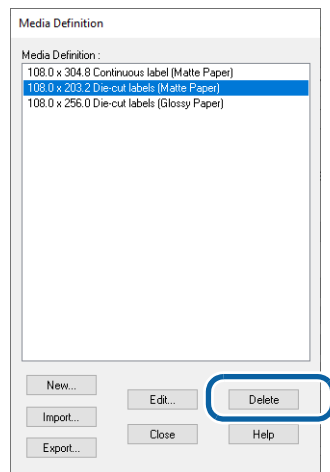 Media Definition
Media Definition :
108.0 x 304.8 Continuous label (Matte Paper)
108.0 x 203.2 Die-cut labels (Matte Paper)
108.0 x 256.0 Die-cut labels (Glossy Paper)
New...
Edit...
Delete
Import...
Close
Help
Export...